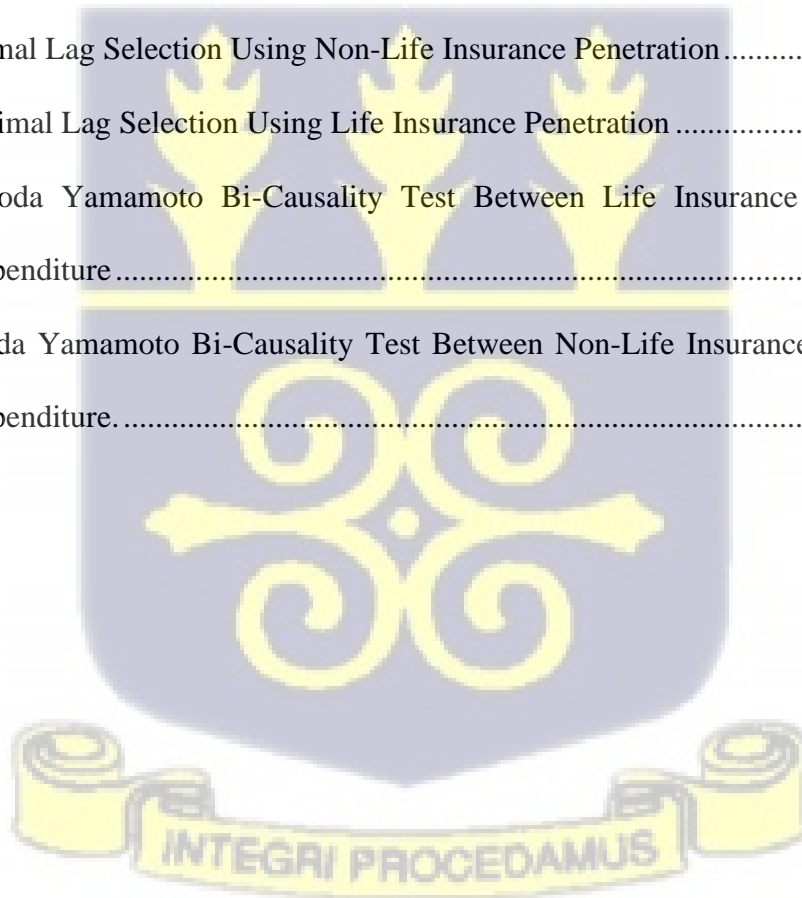 mal Lag Selection Using Non-Life Insurance Penetration..........
imal Lag Selection Using Life Insurance Penetration ..............
oda Yamamoto Bi-Causality Test Between Life Insurance
penditure.....................................................................................
da Yamamoto Bi-Causality Test Between Non-Life Insurance
penditure. ....................................................................................
INTEGRI PROCEDAMUS